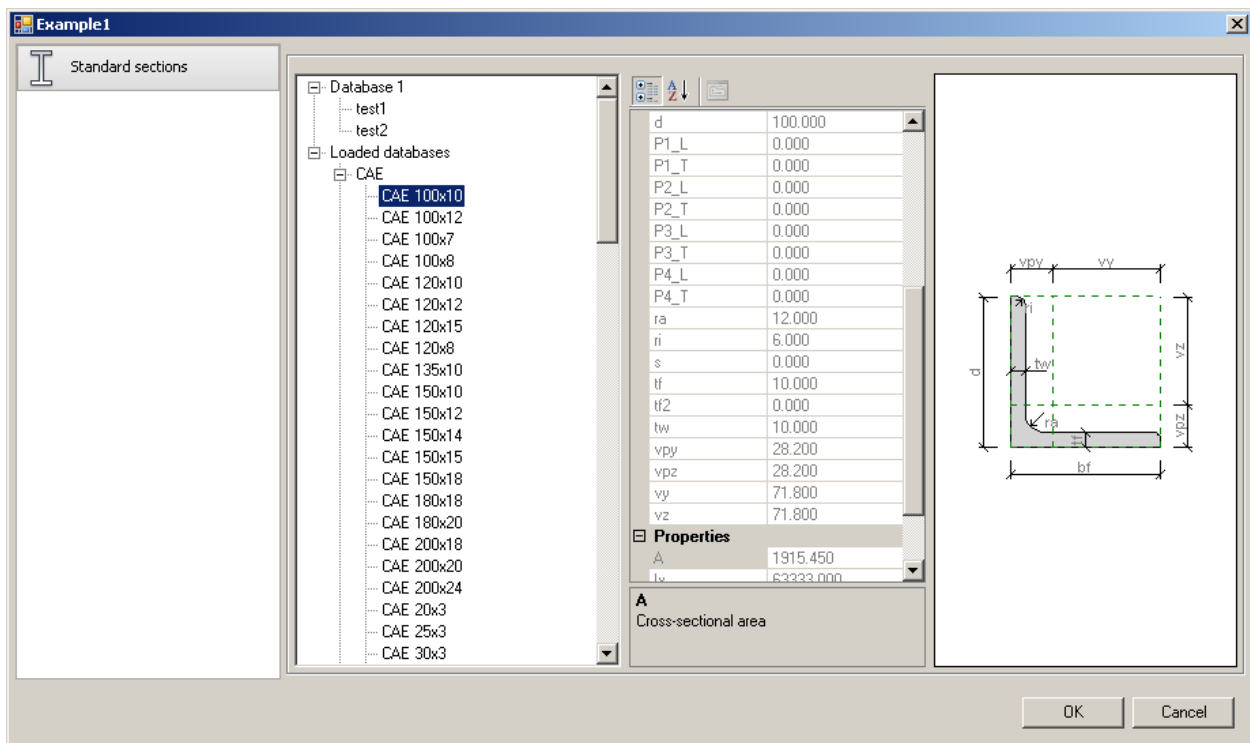 Example1
Standard sections
Database 1
test1
test2
Loaded databases
CAE
CAE 100x10
CAE 100x12
CAE 100x7
CAE 100x8
CAE 120x10
CAE 120x12
CAE 120x15
CAE 120x8
CAE 135x10
CAE 150x10
CAE 150x12
CAE 150x14
CAE 150x15
CAE 150x18
CAE 180x18
CAE 180x20
CAE 200x18
CAE 200x20
CAE 200x24
CAE 20x3
CAE 25x3
CAE 30x3
d 100.000
P1_L 0.000
P1_T 0.000
P2_L 0.000
P2_T 0.000
P3_L 0.000
P3_T 0.000
P4_L 0.000
P4_T 0.000
ra 12.000
ri 6.000
s 0.000
tf 10.000
tf2 0.000
tw 10.000
vpy 28.200
vpz 28.200
vy 71.800
vz 71.800
Properties
A 1915.450
Ix 63333.000
A
Cross-sectional area
vpy vy
ri
vz
d
tw
ra
tf
vpz
bf
OK Cancel